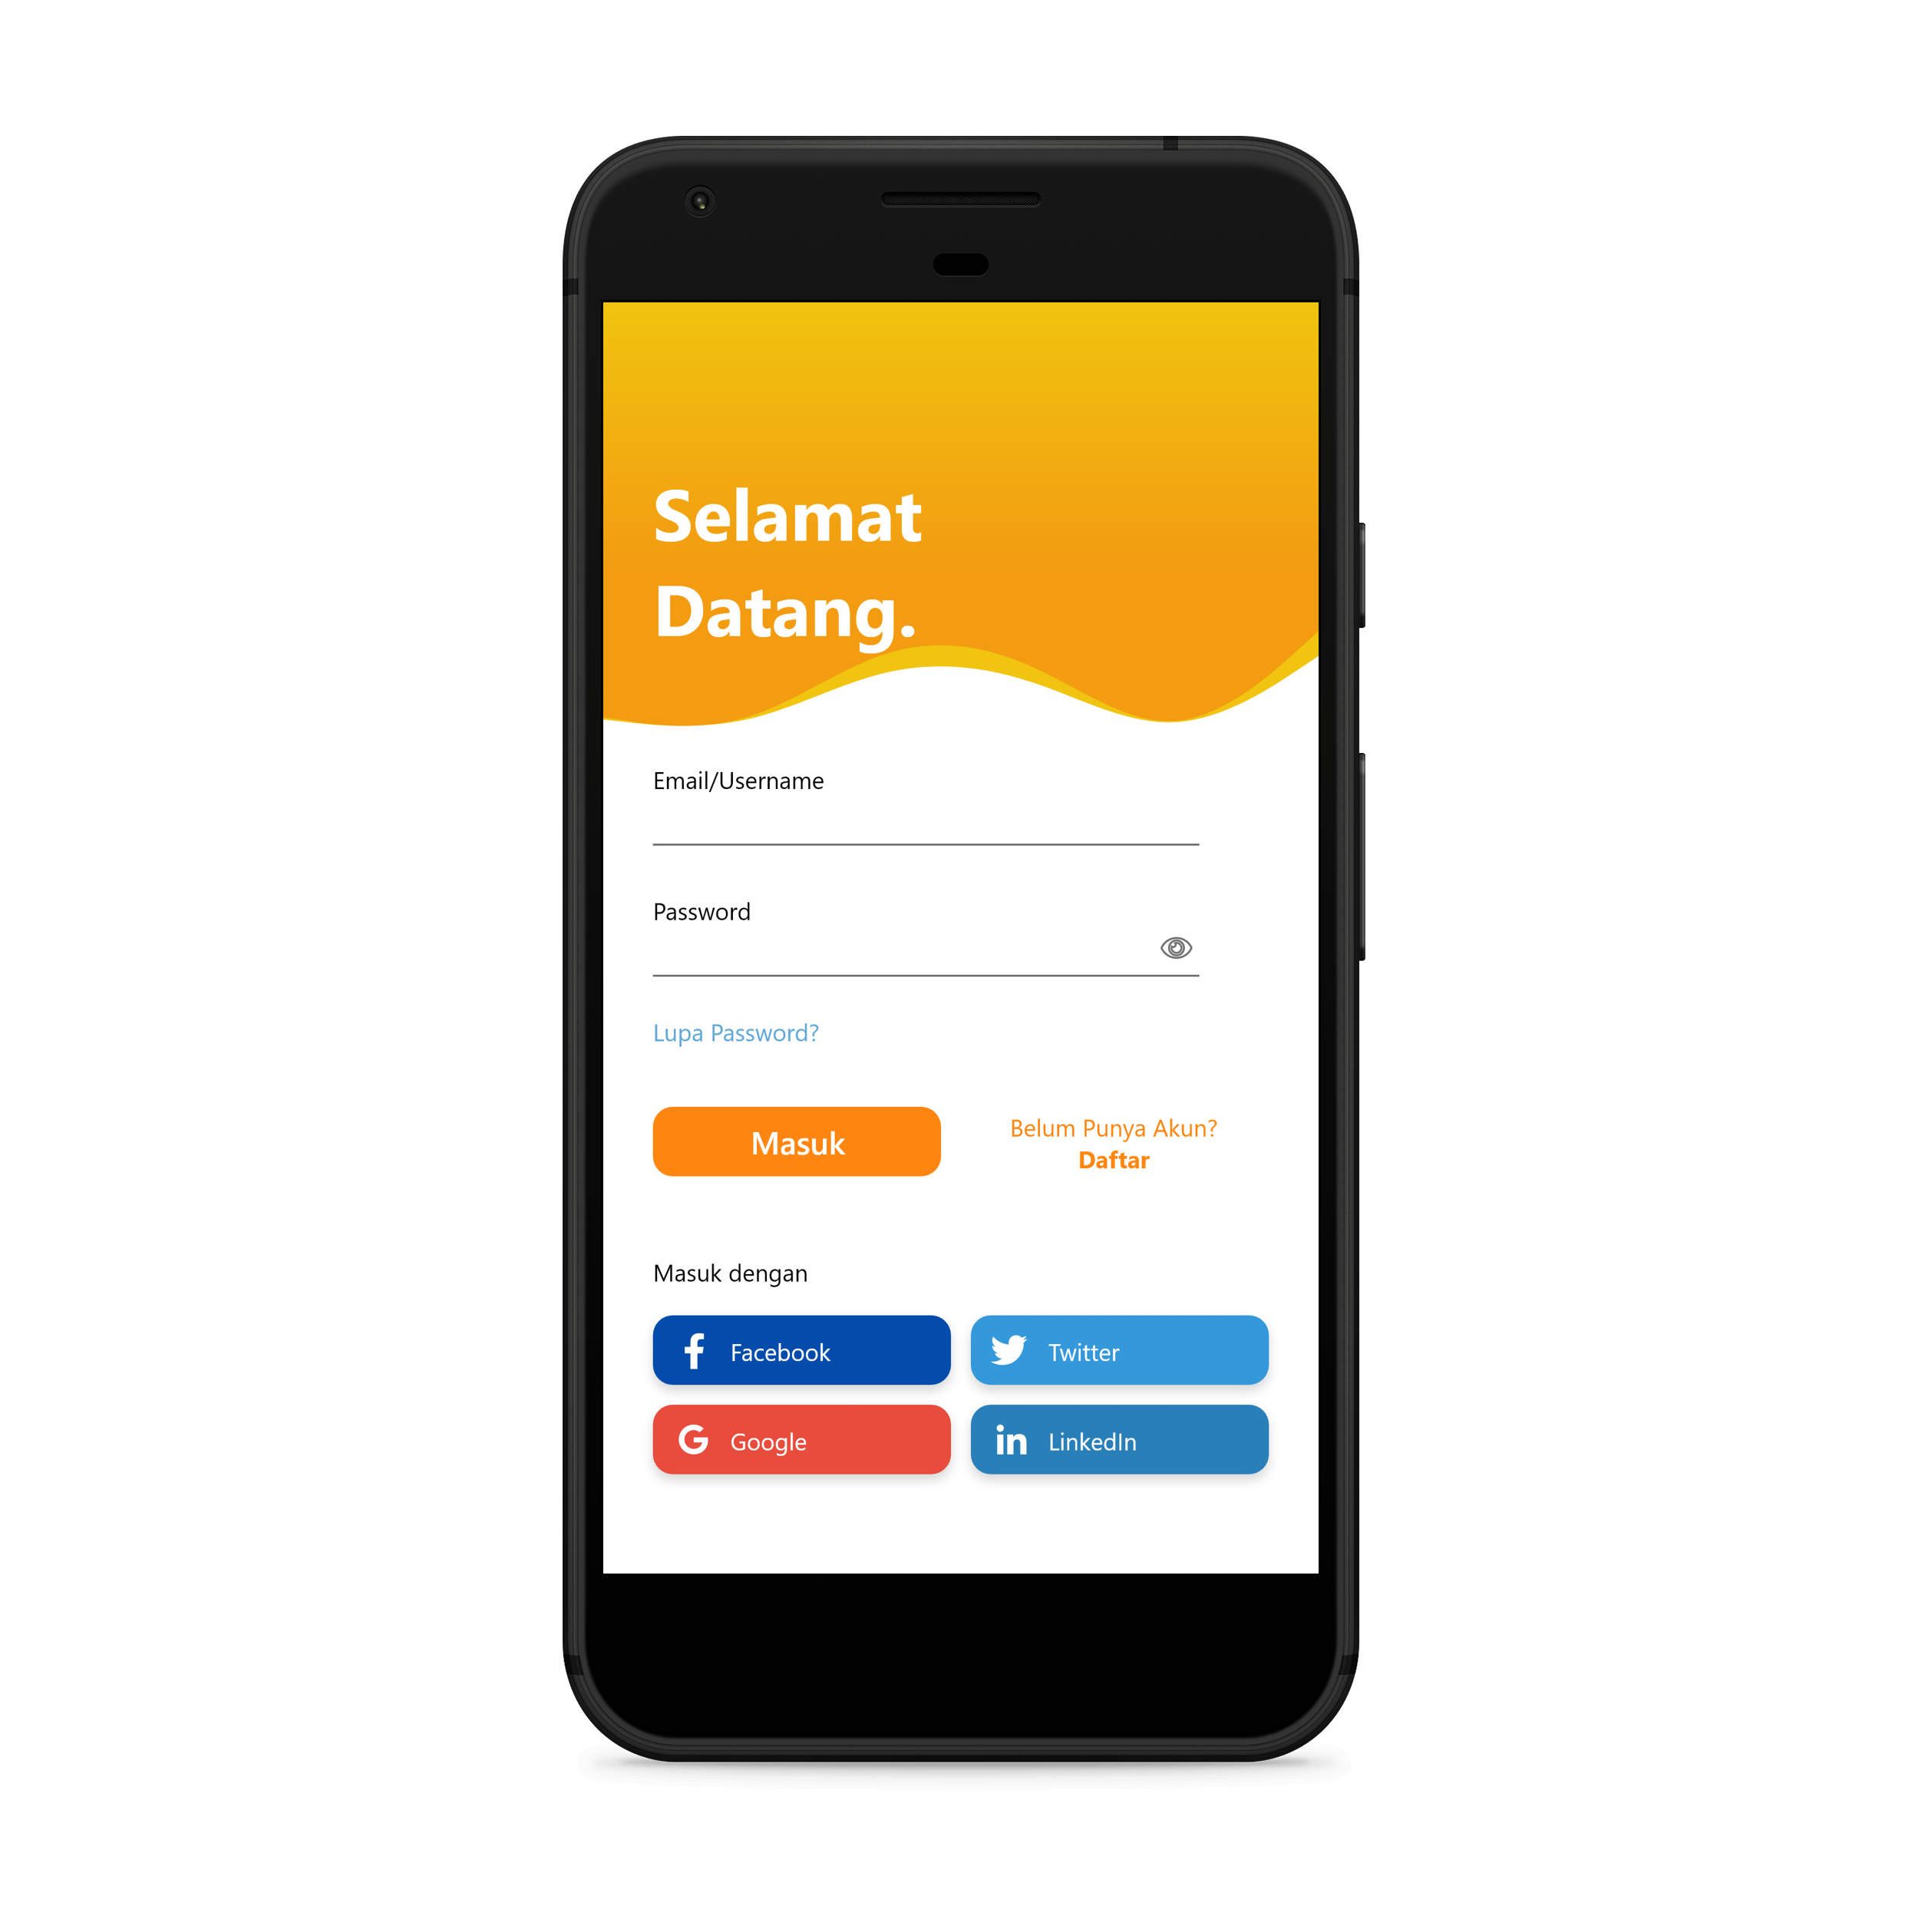 Selamat
Datang.
Email/Username
Password
Lupa Password?
Masuk
Belum Punya Akun?
Daftar
Masuk dengan
Facebook
Twitter
Google
LinkedIn